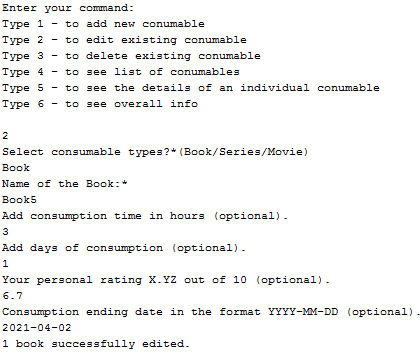 Enter your command:
Type 1 - to add new conumable
Type 2 - to edit existing conumable
Type 3 - to delete existing conumable
Type 4 - to see list of conumables
Type 5 - to see the details of an individual conumable
Type 6 - to see overall info
2
Select consumable types?*(Book/Series/Movie)
Book
Name of the Book:*
Book5
Add consumption time in hours (optional).
3
Add days of consumption (optional).
1
Your personal rating X.YZ out of 10 (optional).
6.7
Consumption ending date in the format YYYY-MM-DD (optional).
2021-04-02
1 book successfully edited.